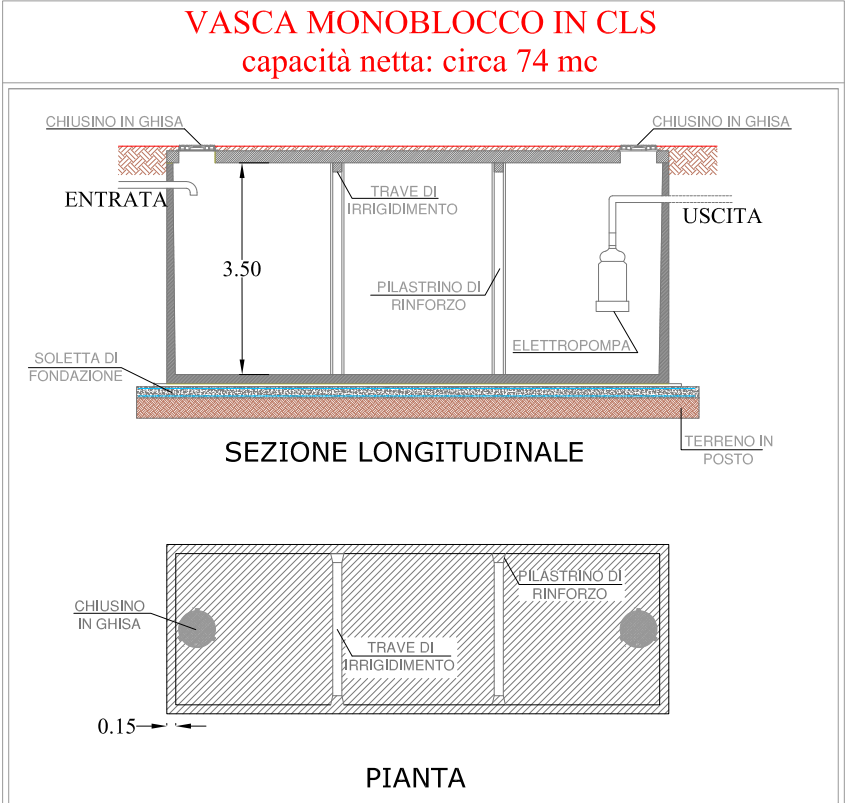 VASCA MONOBLOCCO IN CLS
capacità netta: circa 74 mc
CHIUSINO IN GHISA
CHIUSINO IN GHISA
ENTRATA
TRAVE DI
IRRIGIDIMENTO
USCITA
3.50
PILASTRINO DI
RINFORZO
ELETTROPOMPA
SOLETTA DI
FONDAZIONE
SEZIONE LONGITUDINALE
TERRENO IN
POSTO
PILASTRINO DI
RINFORZO
CHIUSINO
IN GHISA
TRAVE DI
IRRIGIDIMENTO
0.15
PIANTA